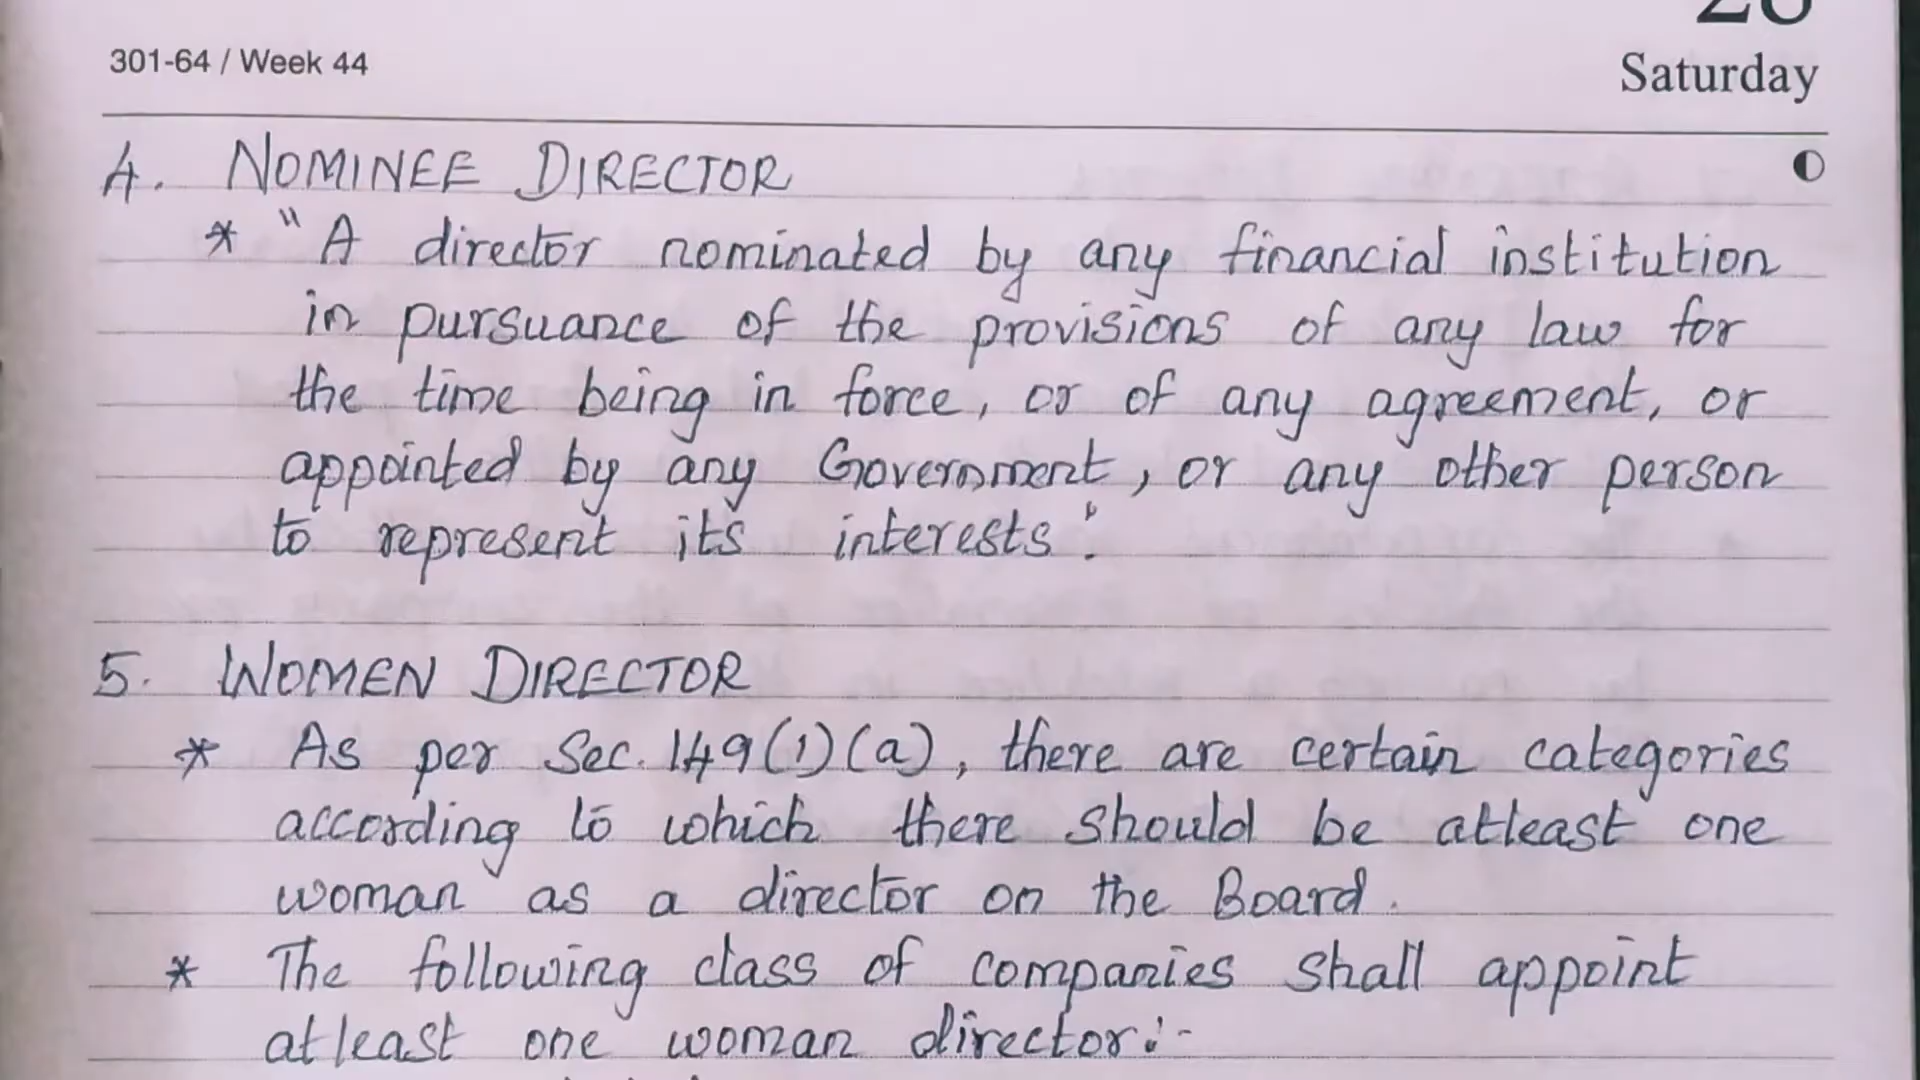 301-64 / Week 44
Saturday
4. NOMINEE DIRECTOR
* "A director nominated by any financial institution
in pursuance of the provisions of any law for
the time being in force, or of any agreement, or
appointed by any Government, or any other person
to represent its interests".
5. WOMEN DIRECTOR
* As per Sec. 149(1)(a), there are certain categories
according to which there should be atleast one
woman as a director on the Board.
* The following class of companies shall appoint
atleast one woman director:-